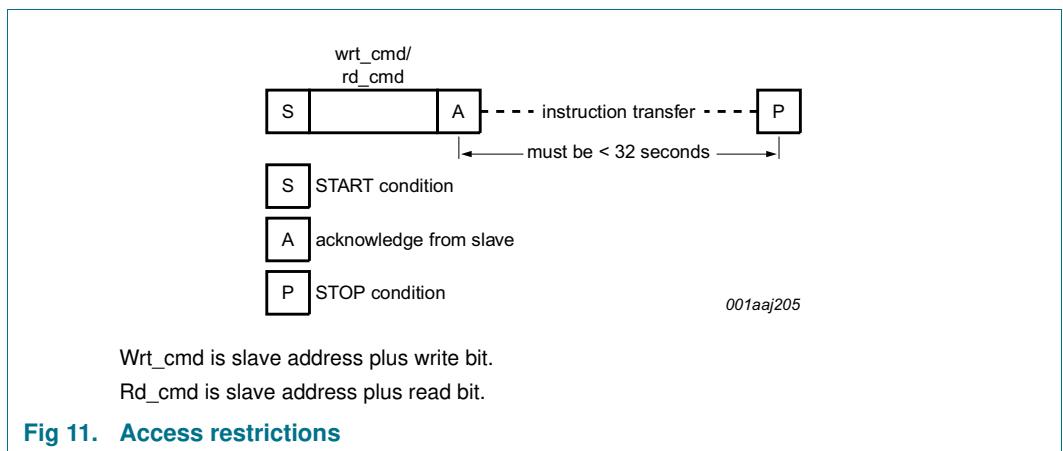 wrt_cmd/
rd_cmd
S A instruction transfer P
must be < 32 seconds
S START condition
A acknowledge from slave
P STOP condition
001aaj205
Wrt_cmd is slave address plus write bit.
Rd_cmd is slave address plus read bit.
Fig 11. Access restrictions